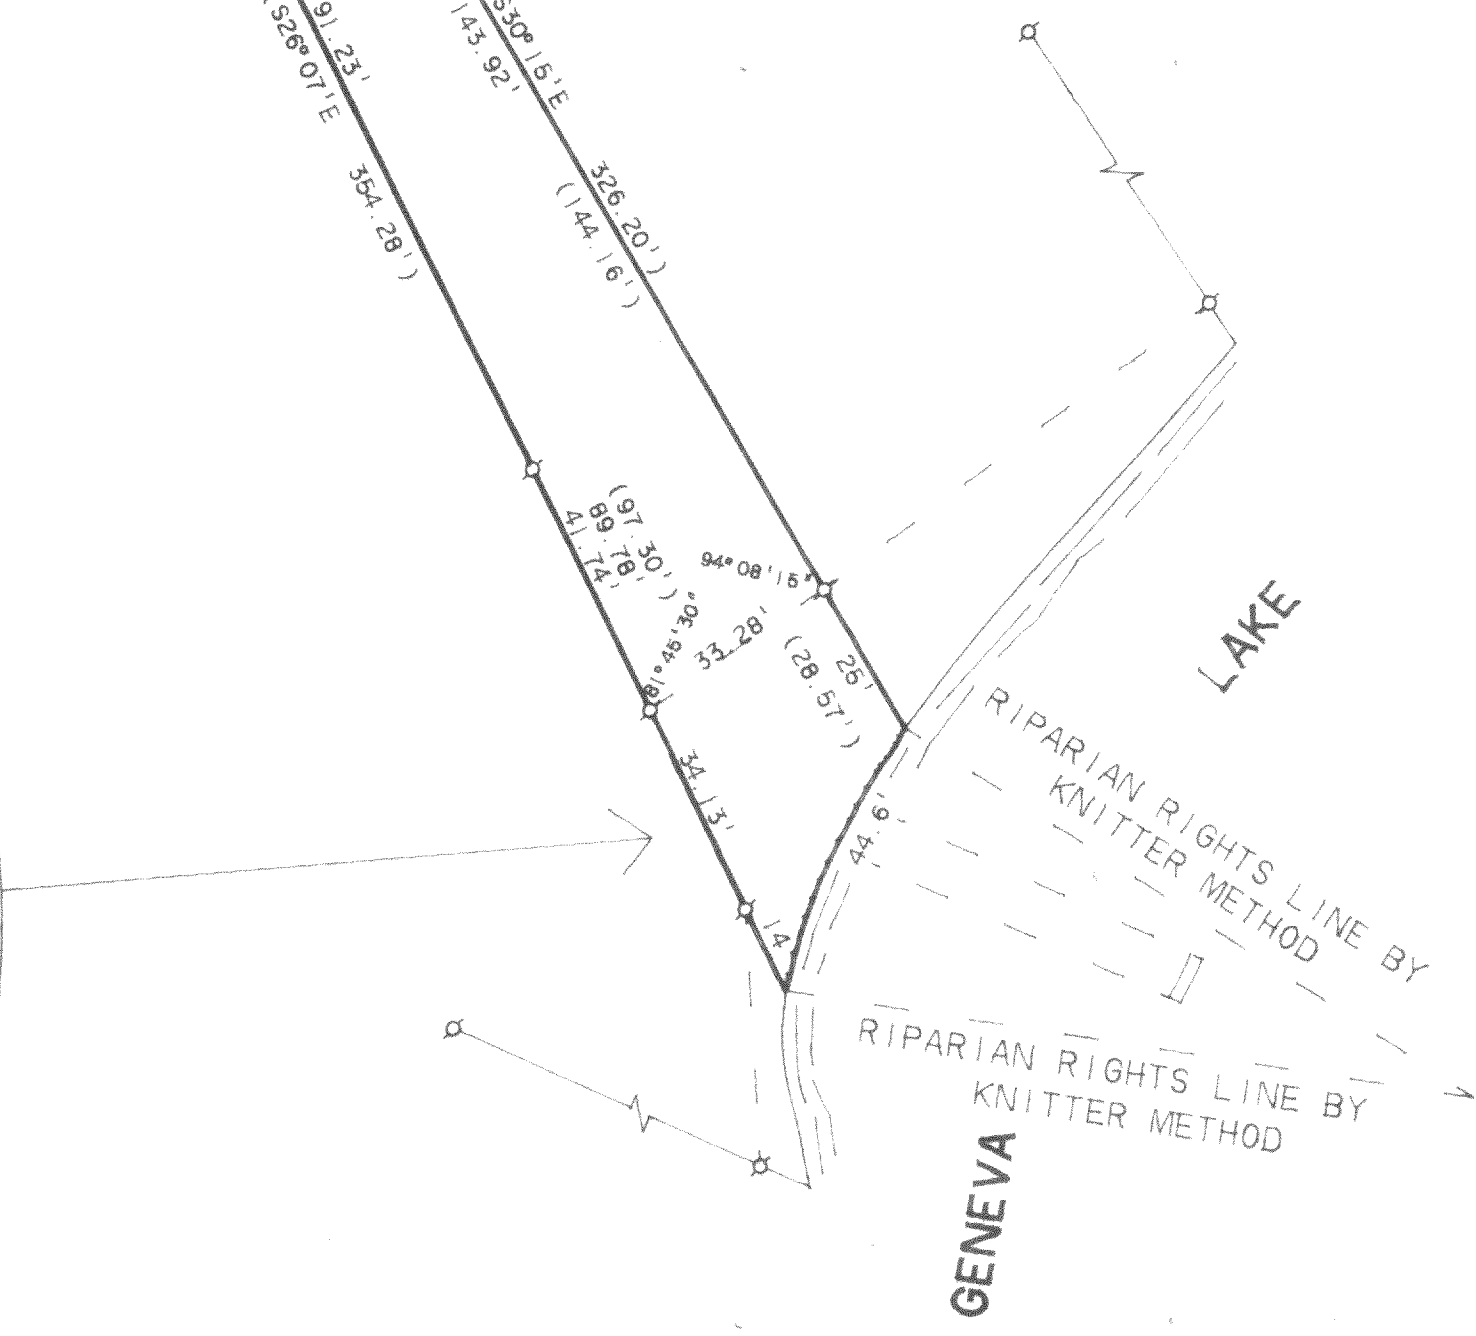 91.23'
(S26°07'E 354.28')
S30°15'E 326.20')
143.92' (144.16')
(97.30')
89.78'
41.74'
94°08'15"
81°45'30"
33.28'
25'
(28.57')
34.13'
14'
44.6'
LAKE
RIPARIAN RIGHTS LINE BY
KNITTER METHOD
RIPARIAN RIGHTS LINE BY
KNITTER METHOD
GENEVA